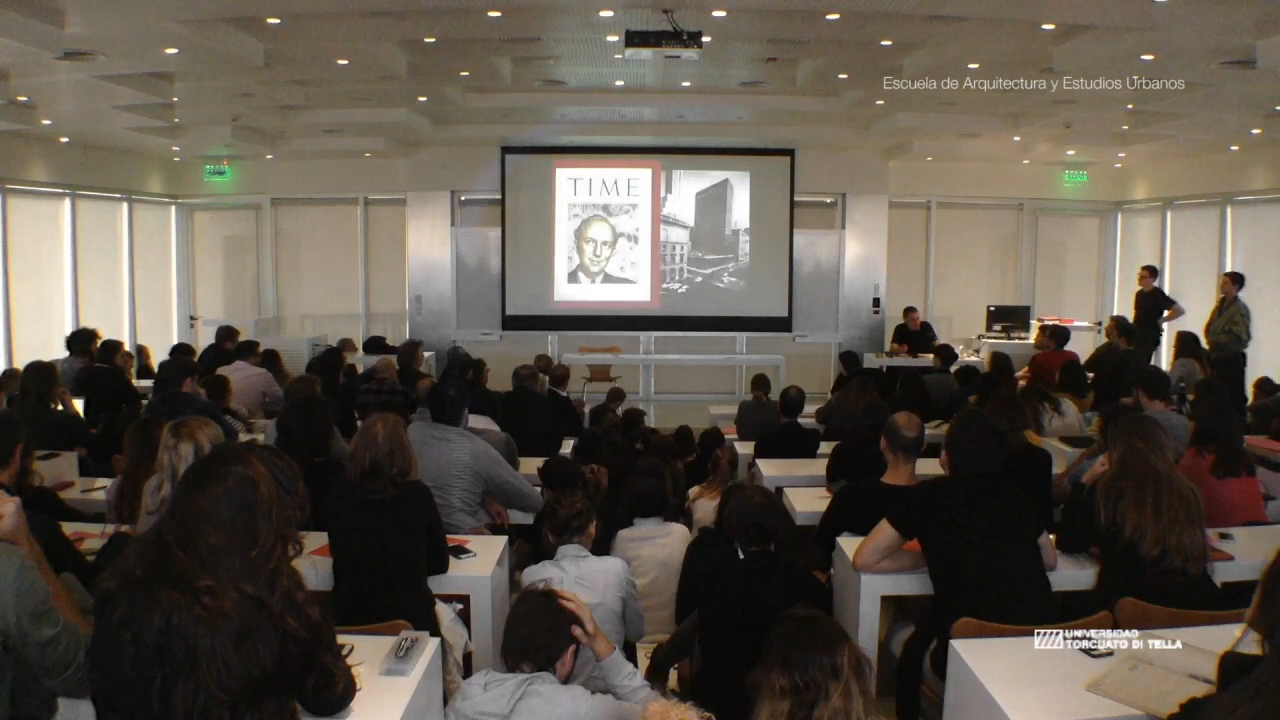 Escuela de Arquitectura y Estudios Urbanos
TIME
UNIVERSIDAD
TORCUATO DI TELLA